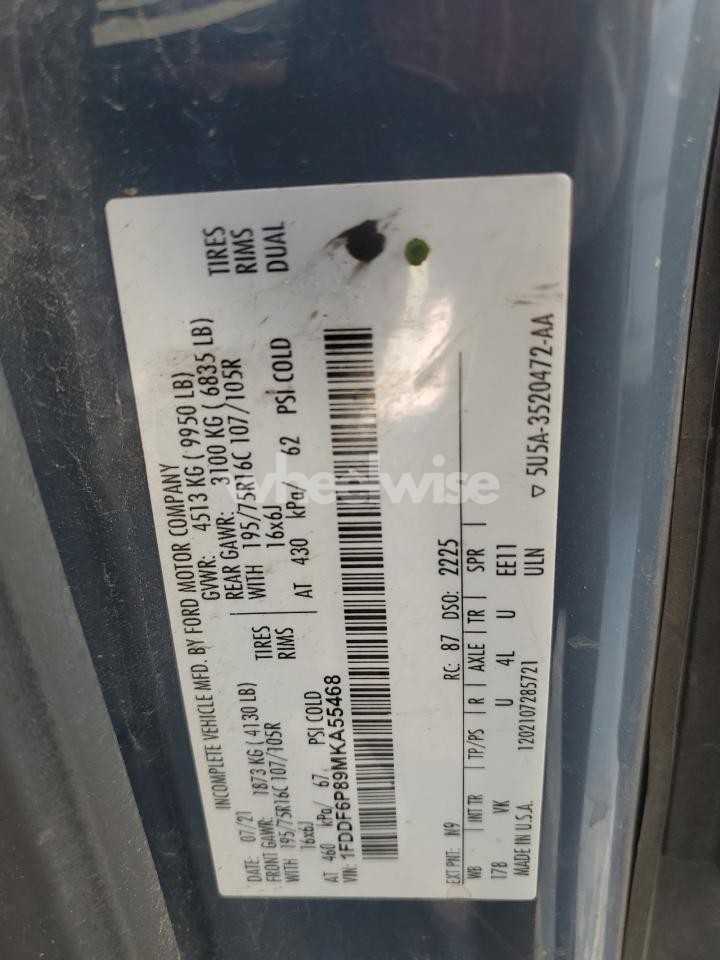 INCOMPLETE VEHICLE MFD. BY FORD MOTOR COMPANY
DATE: 07/21 GVWR: 4513 KG ( 9950 LB)
FRONT GAWR: 1873 KG ( 4130 LB) REAR GAWR: 3100 KG ( 6835 LB)
WITH 195/75R16C 107/105R TIRES WITH 195/75R16C 107/105R TIRES
16x6J RIMS 16x6J RIMS
AT 460 kPa/ 67 PSI COLD AT 430 kPa/ 62 PSI COLD DUAL
VIN: 1FDDF6P89MKA55468
EXT PNT: N9 RC: 87 DSO: 2225
WB | INT TR | TP/PS | R | AXLE | TR | SPR |
178 VK U 4L U EE11
1202107285721 ULN
MADE IN U.S.A. ▽ 5U5A-3520472-AA
wheelwise